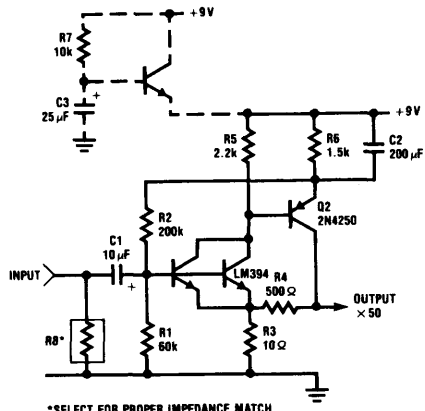 +9V
R7
10k
C3
25 µF
+
+9V
R5
2.2k
R6
1.5k
C2
200 µF
Q2
2N4250
R2
200k
C1
10 µF
+
INPUT
LM394
R4
500 Ω
OUTPUT
× 50
R8*
R1
60k
R3
10 Ω
*SELECT FOR PROPER IMPEDANCE MATCH